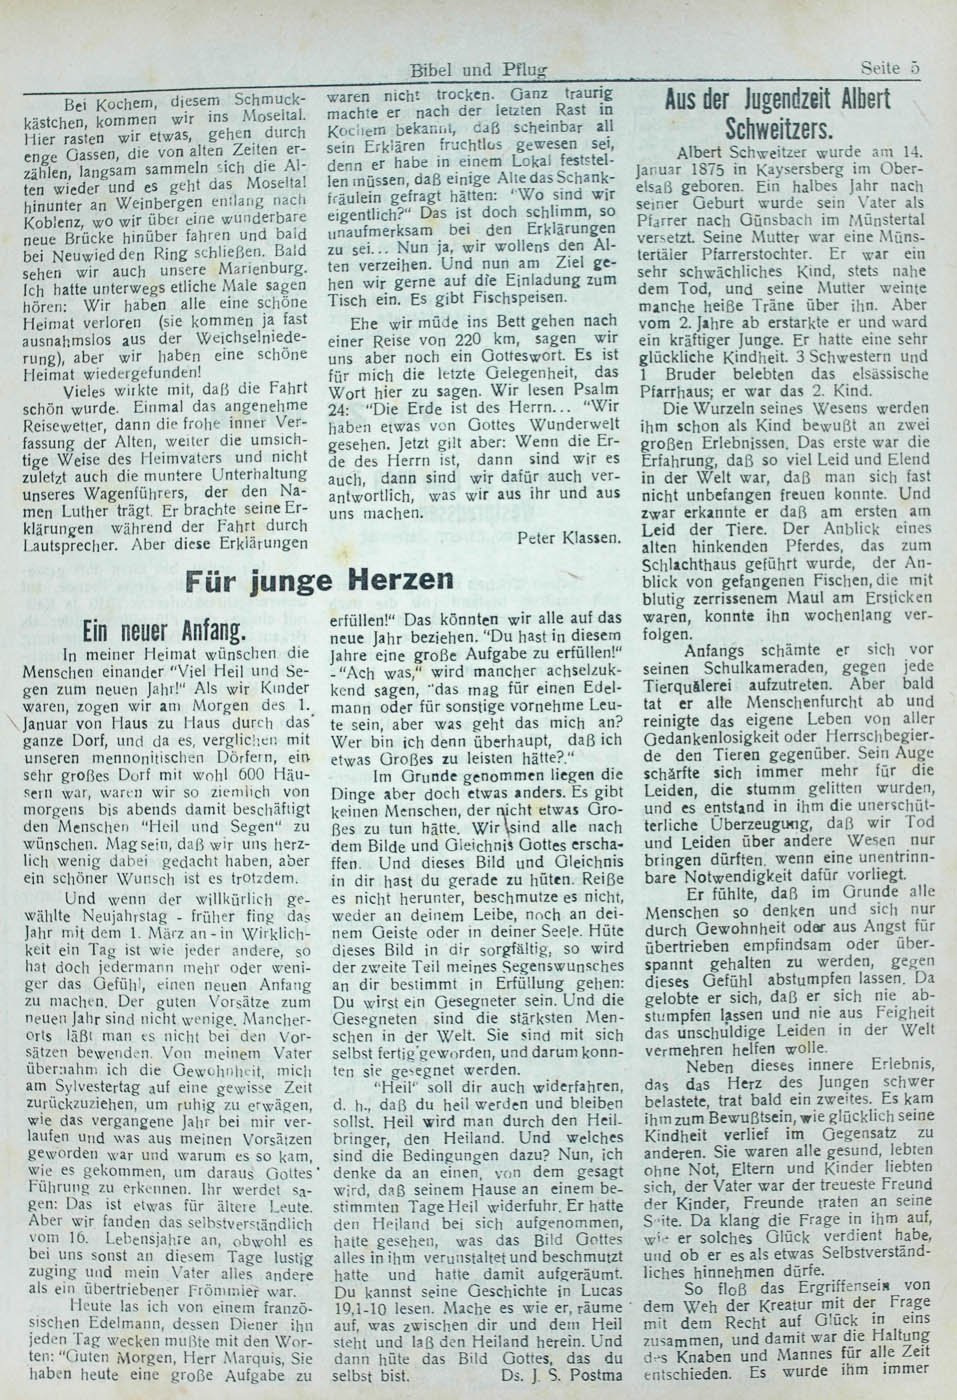 Bibel und Pflug
Seite 5
Bei Kochem, diesem Schmuck-
kästchen, kommen wir ins Moseltal.
Hier rasten wir etwas, gehen durch
enge Gassen, die von alten Zeiten er-
zählen, langsam sammeln sich die Al-
ten wieder und es geht das Moseltal
hinunter an Weinbergen entlang nach
Koblenz, wo wir über eine wunderbare
neue Brücke hinüber fahren und bald
bei Neuwied den Ring schließen. Bald
sehen wir auch unsere Marienburg.
Ich hatte unterwegs etliche Male sagen
hören: Wir haben alle eine schöne
Heimat verloren (sie kommen ja fast
ausnahmslos aus der Weichselniede-
rung), aber wir haben eine schöne
Heimat wiedergefunden!
Vieles wirkte mit, daß die Fahrt
schön wurde. Einmal das angenehme
Reisewetter, dann die frohe inner Ver-
fassung der Alten, weiter die umsich-
tige Weise des Heimvaters und nicht
zuletzt auch die muntere Unterhaltung
unseres Wagenführers, der den Na-
men Luther trägt. Er brachte seine Er-
klärungen während der Fahrt durch
Lautsprecher. Aber diese Erklärungen
waren nicht trocken. Ganz traurig
machte er nach der letzten Rast in
Kochem bekannt, daß scheinbar all
sein Erklären fruchtlos gewesen sei,
denn er habe in einem Lokal feststel-
len müssen, daß einige Alte das Schank-
fräulein gefragt hätten: "Wo sind wir
eigentlich?" Das ist doch schlimm, so
unaufmerksam bei den Erklärungen
zu sei... Nun ja, wir wollens den Al-
ten verzeihen. Und nun am Ziel ge-
hen wir gerne auf die Einladung zum
Tisch ein. Es gibt Fischspeisen.
Ehe wir müde ins Bett gehen nach
einer Reise von 220 km, sagen wir
uns aber noch ein Gotteswort. Es ist
für mich die letzte Gelegenheit, das
Wort hier zu sagen. Wir lesen Psalm
24: "Die Erde ist des Herrn... "Wir
haben etwas von Gottes Wunderwelt
gesehen. Jetzt gilt aber: Wenn die Er-
de des Herrn ist, dann sind wir es
auch, dann sind wir dafür auch ver-
antwortlich, was wir aus ihr und aus
uns machen.
Peter Klassen.
Für junge Herzen
Ein neuer Anfang.
In meiner Heimat wünschen die
Menschen einander "Viel Heil und Se-
gen zum neuen Jahr!" Als wir Kinder
waren, zogen wir am Morgen des 1.
Januar von Haus zu Haus durch das
ganze Dorf, und da es, verglichen mit
unseren mennonitischen Dörfern, ein
sehr großes Dorf mit wohl 600 Häu-
sern war, waren wir so ziemlich von
morgens bis abends damit beschäftigt
den Menschen "Heil und Segen" zu
wünschen. Mag sein, daß wir uns herz-
lich wenig dabei gedacht haben, aber
ein schöner Wunsch ist es trotzdem.
Und wenn der willkürlich ge-
wählte Neujahrstag - früher fing das
Jahr mit dem 1. März an - in Wirklich-
keit ein Tag ist wie jeder andere, so
hat doch jedermann mehr oder weni-
ger das Gefühl, einen neuen Anfang
zu machen. Der guten Vorsätze zum
neuen Jahr sind nicht wenige. Mancher-
orts läßt man es nicht bei den Vor-
sätzen bewenden. Von meinem Vater
übernahm ich die Gewohnheit, mich
am Sylvestertag auf eine gewisse Zeit
zurückzuziehen, um ruhig zu erwägen,
wie das vergangene Jahr bei mir ver-
laufen und was aus meinen Vorsätzen
geworden war und warum es so kam,
wie es gekommen, um daraus Gottes
Führung zu erkennen. Ihr werdet sa-
gen: Das ist etwas für ältere Leute.
Aber wir fanden das selbstverständlich
vom 16. Lebensjahre an, obwohl es
bei uns sonst an diesem Tage lustig
zuging und mein Vater alles andere
als ein übertriebener Frömmler war.
Heute las ich von einem franzö-
sischen Edelmann, dessen Diener ihn
jeden Tag wecken mußte mit den Wor-
ten: "Guten Morgen, Herr Marquis, Sie
haben heute eine große Aufgabe zu
erfüllen!" Das könnten wir alle auf das
neue Jahr beziehen. "Du hast in diesem
Jahre eine große Aufgabe zu erfüllen!"
-"Ach was," wird mancher achselzuk-
kend sagen, "das mag für einen Edel-
mann oder für sonstige vornehme Leu-
te sein, aber was geht das mich an?
Wer bin ich denn überhaupt, daß ich
etwas Großes zu leisten hätte?."
Im Grunde genommen liegen die
Dinge aber doch etwas anders. Es gibt
keinen Menschen, der nicht etwas Gro-
ßes zu tun hätte. Wir sind alle nach
dem Bilde und Gleichnis Gottes erscha-
ffen. Und dieses Bild und Gleichnis
in dir hast du gerade zu hüten. Reiße
es nicht herunter, beschmutze es nicht,
weder an deinem Leibe, noch an dei-
nem Geiste oder in deiner Seele. Hüte
dieses Bild in dir sorgfältig, so wird
der zweite Teil meines Segenswunsches
an dir bestimmt in Erfüllung gehen:
Du wirst ein Gesegneter sein. Und die
Gesegneten sind die stärksten Men-
schen in der Welt. Sie sind mit sich
selbst fertig geworden, und darum konn-
ten sie gesegnet werden.
"Heil" soll dir auch widerfahren,
d. h., daß du heil werden und bleiben
sollst. Heil wird man durch den Heil-
bringer, den Heiland. Und welches
sind die Bedingungen dazu? Nun, ich
denke da an einen, von dem gesagt
wird, daß seinem Hause an einem be-
stimmten Tage Heil widerfuhr. Er hatte
den Heiland bei sich aufgenommen,
hatte gesehen, was das Bild Gottes
alles in ihm verunstaltet und beschmutzt
hatte und hatte damit aufgeräumt.
Du kannst seine Geschichte in Lucas
19,1-10 lesen. Mache es wie er, räume
auf, was zwischen dir und dem Heil
steht und laß den Heiland herein. Und
dann hüte das Bild Gottes, das du
selbst bist. Ds. J. S. Postma
Aus der Jugendzeit Albert
Schweitzers.
Albert Schweitzer wurde am 14.
Januar 1875 in Kaysersberg im Ober-
elsaß geboren. Ein halbes Jahr nach
seiner Geburt wurde sein Vater als
Pfarrer nach Günsbach im Münstertal
versetzt. Seine Mutter war eine Müns-
tertäler Pfarrerstochter. Er war ein
sehr schwächliches Kind, stets nahe
dem Tod, und seine Mutter weinte
manche heiße Träne über ihn. Aber
vom 2. Jahre ab erstarkte er und ward
ein kräftiger Junge. Er hatte eine sehr
glückliche Kindheit. 3 Schwestern und
1 Bruder belebten das elsässische
Pfarrhaus; er war das 2. Kind.
Die Wurzeln seines Wesens werden
ihm schon als Kind bewußt an zwei
großen Erlebnissen. Das erste war die
Erfahrung, daß so viel Leid und Elend
in der Welt war, daß man sich fast
nicht unbefangen freuen konnte. Und
zwar erkannte er daß am ersten am
Leid der Tiere. Der Anblick eines
alten hinkenden Pferdes, das zum
Schlachthaus geführt wurde, der An-
blick von gefangenen Fischen, die mit
blutig zerrissenem Maul am Ersticken
waren, konnte ihn wochenlang ver-
folgen.
Anfangs schämte er sich vor
seinen Schulkameraden, gegen jede
Tierquälerei aufzutreten. Aber bald
tat er alle Menschenfurcht ab und
reinigte das eigene Leben von aller
Gedankenlosigkeit oder Herrschbegier-
de den Tieren gegenüber. Sein Auge
schärfte sich immer mehr für die
Leiden, die stumm gelitten wurden,
und es entstand in ihm die unerschüt-
terliche Überzeugung, daß wir Tod
und Leiden über andere Wesen nur
bringen dürften, wenn eine unentrinn-
bare Notwendigkeit dafür vorliegt.
Er fühlte, daß im Grunde alle
Menschen so denken und sich nur
durch Gewohnheit oder aus Angst für
übertrieben empfindsam oder über-
spannt gehalten zu werden, gegen
dieses Gefühl abstumpfen lassen. Da
gelobte er sich, daß er sich nie ab-
stumpfen lassen und nie aus Feigheit
das unschuldige Leiden in der Welt
vermehren helfen wolle.
Neben dieses innere Erlebnis,
das das Herz des Jungen schwer
belastete, trat bald ein zweites. Es kam
ihm zum Bewußtsein, wie glücklich seine
Kindheit verlief im Gegensatz zu
anderen. Sie waren alle gesund, lebten
ohne Not, Eltern und Kinder liebten
sich, der Vater war der treueste Freund
der Kinder, Freunde traten an seine
Seite. Da klang die Frage in ihm auf,
wie er solches Glück verdient habe,
und ob er es als etwas Selbstverständ-
liches hinnehmen dürfe.
So floß das Ergriffensein von
dem Weh der Kreatur mit der Frage
mit dem Recht auf Glück in eins
zusammen, und damit war die Haltung
des Knaben und Mannes für alle Zeit
entschieden. Es wurde ihm immer